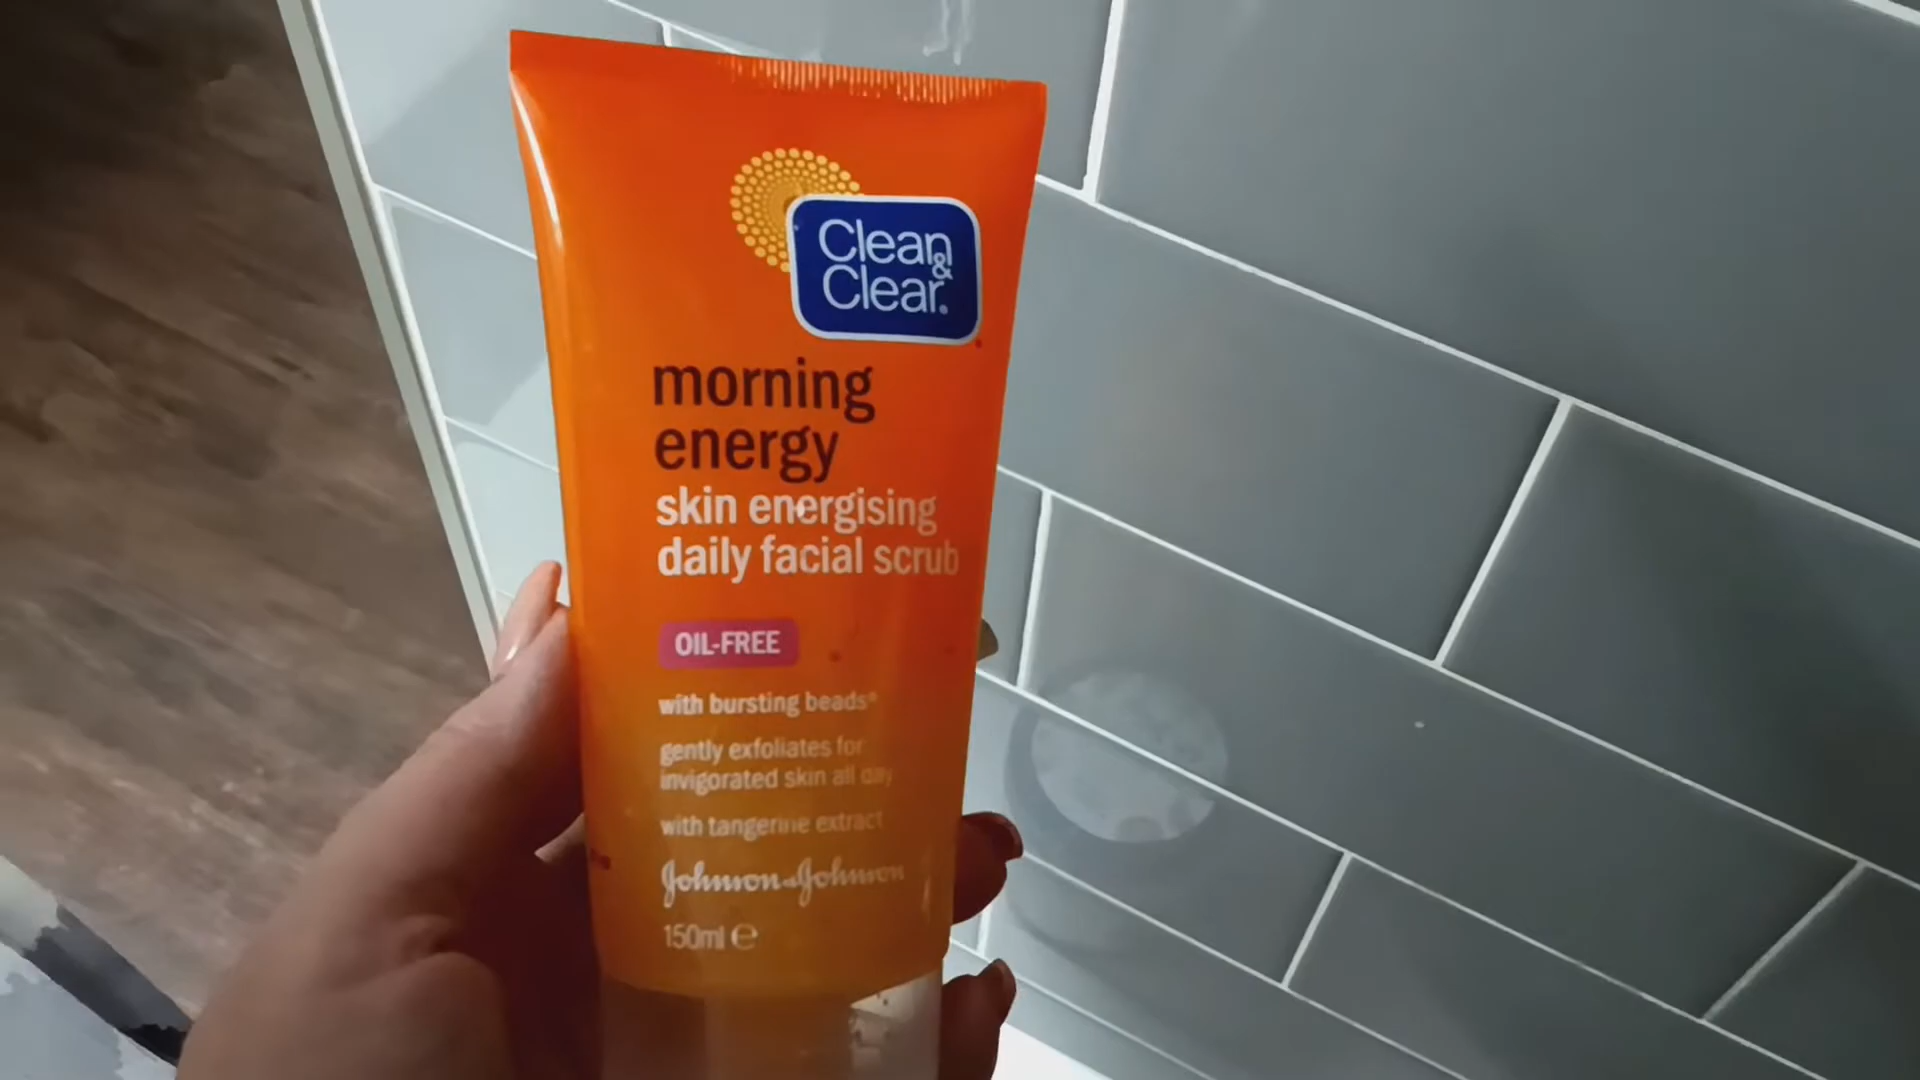 Clean
&
Clear.
morning
energy
skin energising
daily facial scrub
OIL-FREE
with bursting beads®
gently exfoliates for
invigorated skin all day
with tangerine extract
Johnson & Johnson
150ml ℮